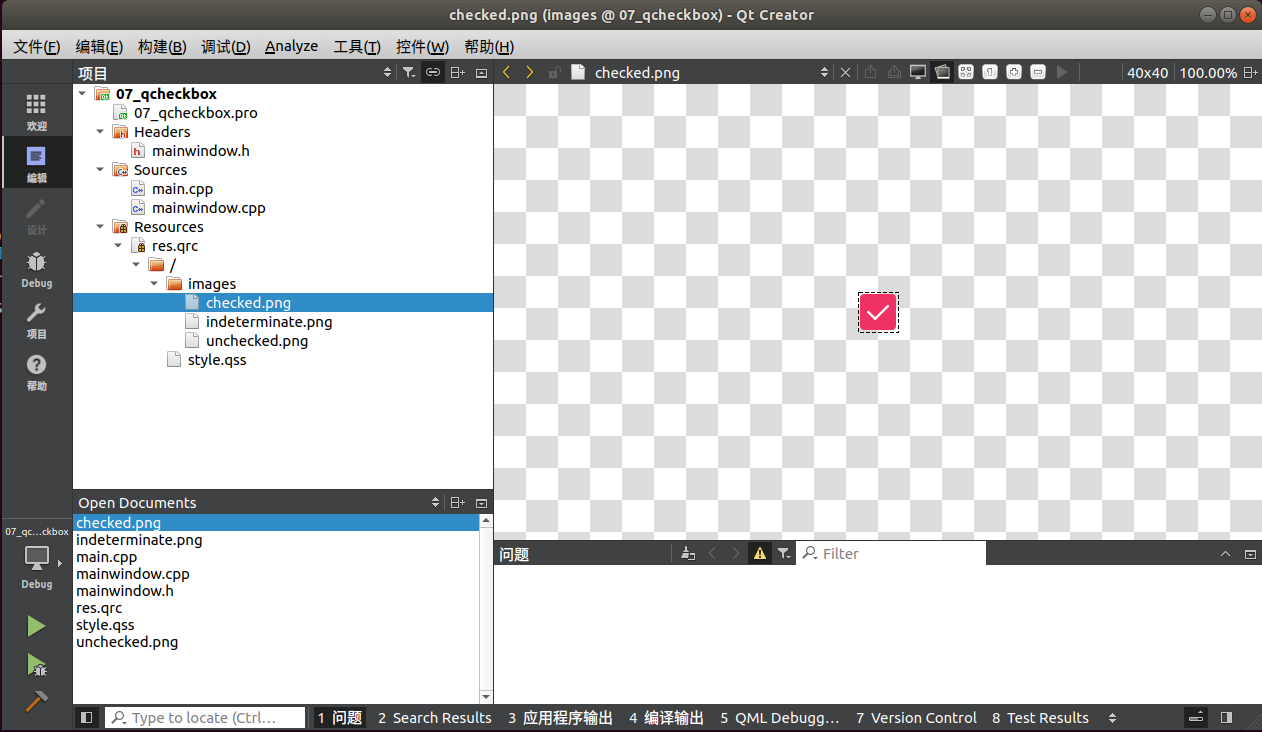 checked.png (images @ 07_qcheckbox) - Qt Creator
文件(F) 编辑(E) 构建(B) 调试(D) Analyze 工具(T) 控件(W) 帮助(H)
项目
checked.png
40x40 100.00%
欢迎
编辑
设计
Debug
项目
帮助
07_qcheckbox
07_qcheckbox.pro
Headers
mainwindow.h
Sources
main.cpp
mainwindow.cpp
Resources
res.qrc
/
images
checked.png
indeterminate.png
unchecked.png
style.qss
Open Documents
checked.png
indeterminate.png
main.cpp
mainwindow.cpp
mainwindow.h
res.qrc
style.qss
unchecked.png
07_qc...ckbox
Debug
问题
Filter
Type to locate (Ctrl...
1 问题 2 Search Results 3 应用程序输出 4 编译输出 5 QML Debugg... 7 Version Control 8 Test Results